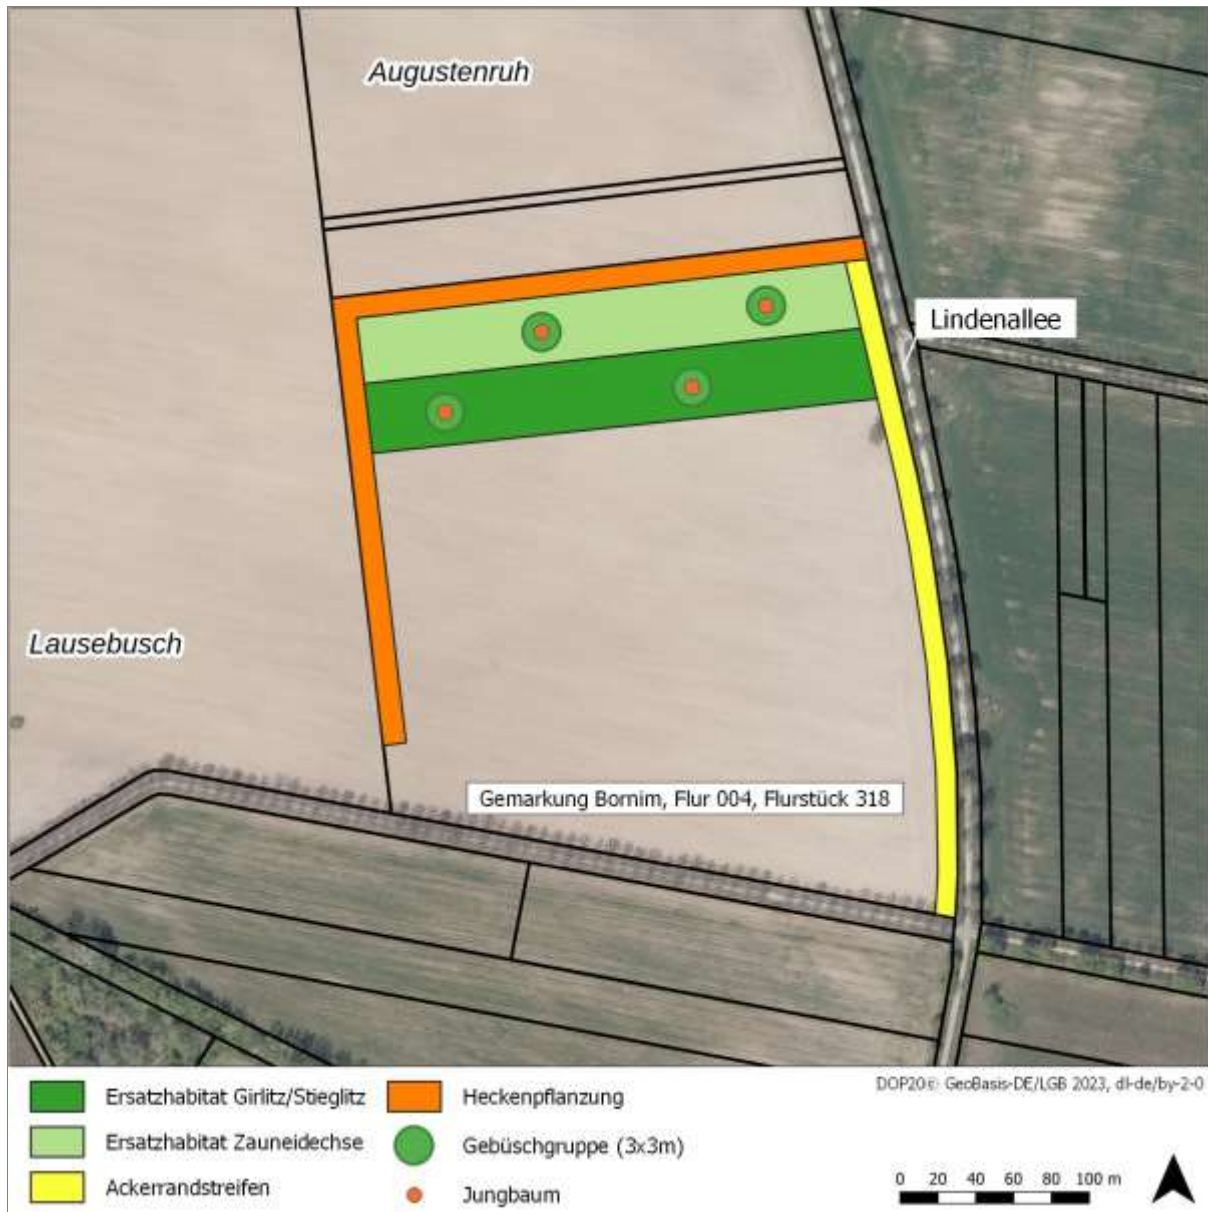 Augustenruh
Lindenallee
Lausebusch
Gemarkung Bornim, Flur 004, Flurstück 318
DOP20© GeoBasis-DE/LGB 2023, dl-de/by-2-0
Ersatzhabitat Girlitz/Stieglitz
Ersatzhabitat Zauneidechse
Ackerrandstreifen
Heckenpflanzung
Gebüschgruppe (3x3m)
Jungbaum
0 20 40 60 80 100 m